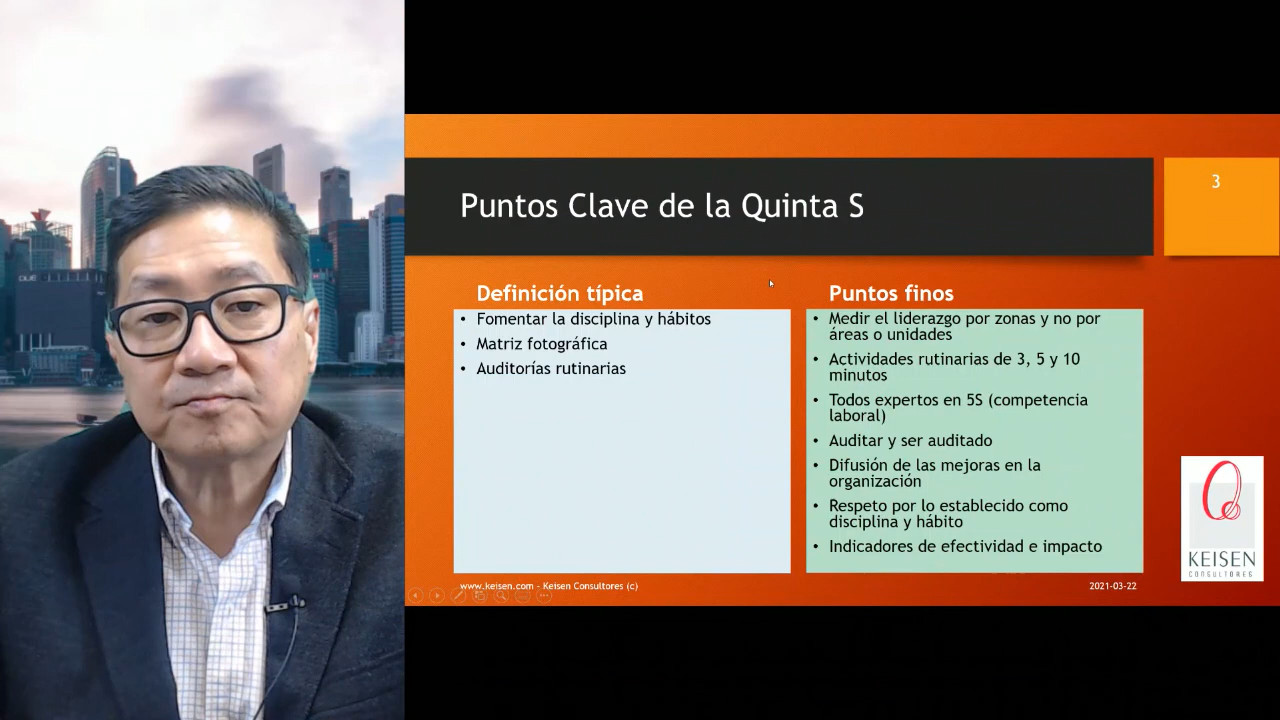 Puntos Clave de la Quinta S
3
Definición típica
• Fomentar la disciplina y hábitos
• Matriz fotográfica
• Auditorías rutinarias
Puntos finos
• Medir el liderazgo por zonas y no por
áreas o unidades
• Actividades rutinarias de 3, 5 y 10
minutos
• Todos expertos en 5S (competencia
laboral)
• Auditar y ser auditado
• Difusión de las mejoras en la
organización
• Respeto por lo establecido como
disciplina y hábito
• Indicadores de efectividad e impacto
KEISEN
CONSULTORES
www.keisen.com - Keisen Consultores (c)
2021-03-22